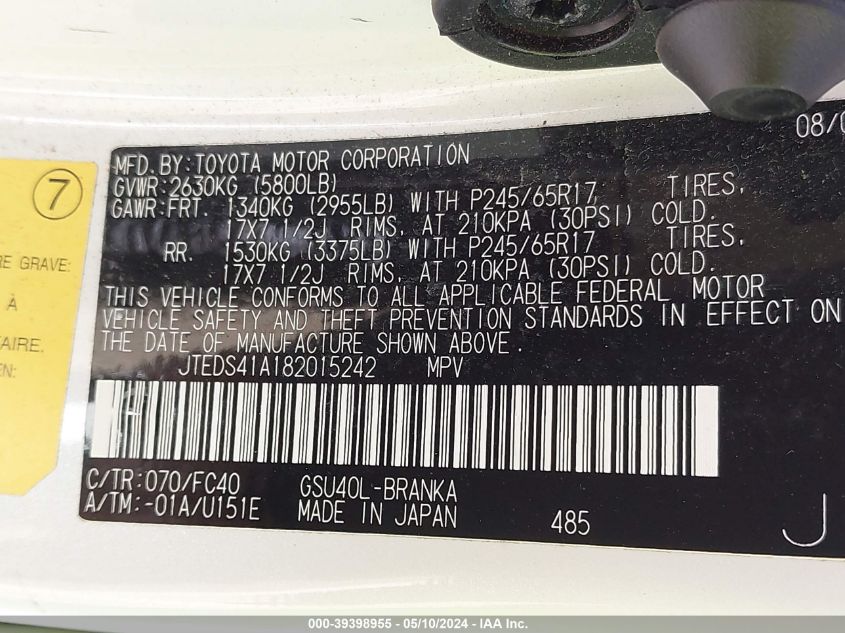 08/0
MFD. BY:TOYOTA MOTOR CORPORATION
GVWR:2630KG (5800LB)
GAWR:FRT. 1340KG (2955LB) WITH P245/65R17 TIRES,
17X7 1/2J RIMS, AT 210KPA (30PSI) COLD.
RR. 1530KG (3375LB) WITH P245/65R17 TIRES,
17X7 1/2J RIMS, AT 210KPA (30PSI) COLD.
THIS VEHICLE CONFORMS TO ALL APPLICABLE FEDERAL MOTOR
VEHICLE SAFETY AND THEFT PREVENTION STANDARDS IN EFFECT ON
THE DATE OF MANUFACTURE SHOWN ABOVE.
JTEDS41A182015242 MPV
C/TR:070/FC40 GSU40L-BRANKA
A/TM:-01A/U151E MADE IN JAPAN 485
J
7
RE GRAVE:
À
AIRE.
EN:
000-39398955 - 05/10/2024 - IAA Inc.